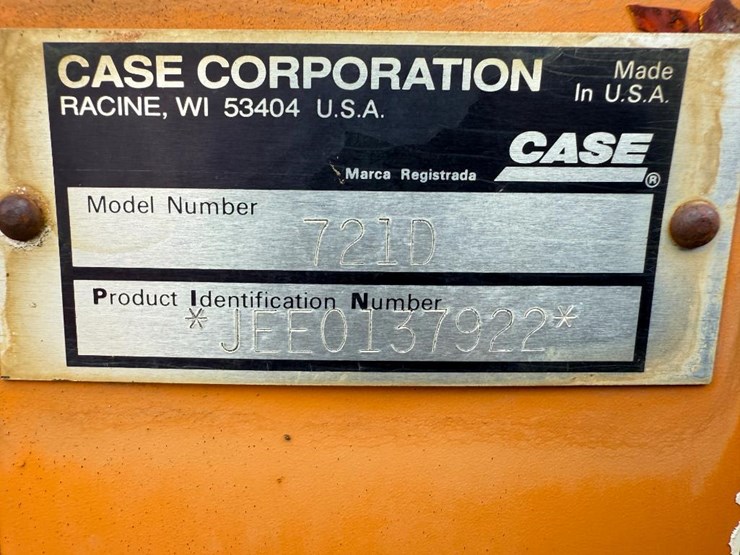 CASE CORPORATION
RACINE, WI 53404 U.S.A.
Made
In U.S.A.
Marca Registrada
CASE®
Model Number
721D
Product Identification Number
*JEE0137922*